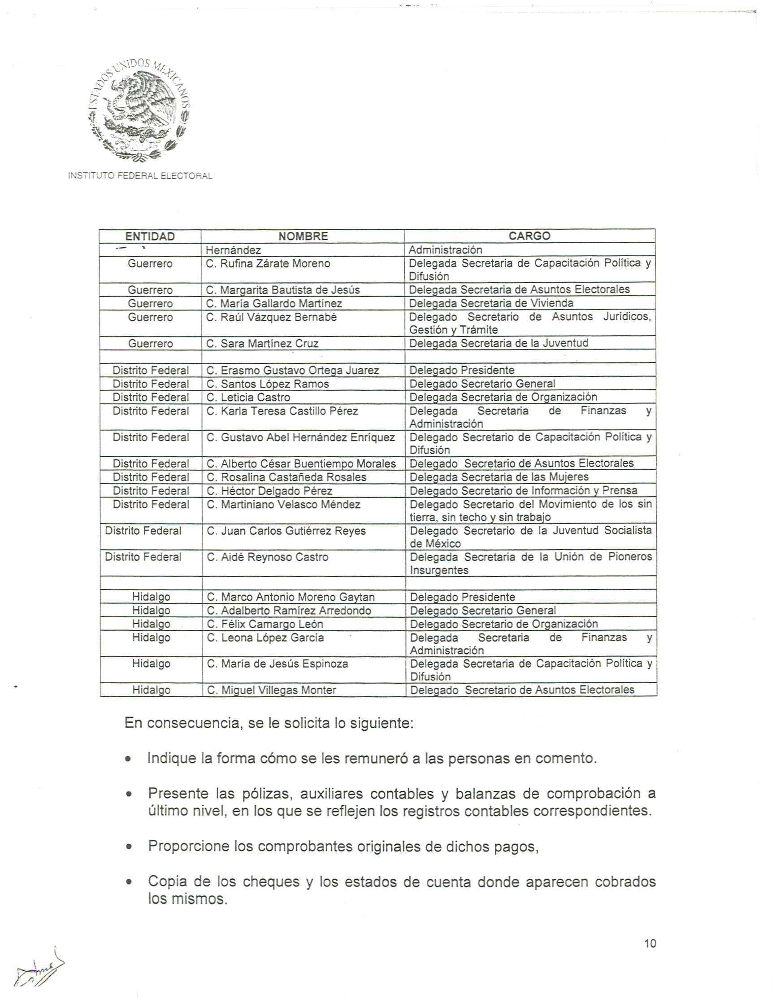 ESTADOS UNIDOS MEXICANOS
INSTITUTO FEDERAL ELECTORAL
ENTIDAD NOMBRE CARGO
Hernández Administración
Guerrero C. Rufina Zárate Moreno Delegada Secretaria de Capacitación Política y
Difusión
Guerrero C. Margarita Bautista de Jesús Delegada Secretaria de Asuntos Electorales
Guerrero C. María Gallardo Martínez Delegada Secretaria de Vivienda
Guerrero C. Raúl Vázquez Bernabé Delegado Secretario de Asuntos Jurídicos,
Gestión y Trámite
Guerrero C. Sara Martínez Cruz Delegada Secretaria de la Juventud
Distrito Federal C. Erasmo Gustavo Ortega Juarez Delegado Presidente
Distrito Federal C. Santos López Ramos Delegado Secretario General
Distrito Federal C. Leticia Castro Delegada Secretaria de Organización
Distrito Federal C. Karla Teresa Castillo Pérez Delegada Secretaria de Finanzas y
Administración
Distrito Federal C. Gustavo Abel Hernández Enríquez Delegado Secretario de Capacitación Política y
Difusión
Distrito Federal C. Alberto César Buentiempo Morales Delegado Secretario de Asuntos Electorales
Distrito Federal C. Rosalina Castañeda Rosales Delegada Secretaria de las Mujeres
Distrito Federal C. Héctor Delgado Pérez Delegado Secretario de Información y Prensa
Distrito Federal C. Martiniano Velasco Méndez Delegado Secretario del Movimiento de los sin
tierra, sin techo y sin trabajo
Distrito Federal C. Juan Carlos Gutiérrez Reyes Delegado Secretario de la Juventud Socialista
de México
Distrito Federal C. Aidé Reynoso Castro Delegada Secretaria de la Unión de Pioneros
Insurgentes
Hidalgo C. Marco Antonio Moreno Gaytan Delegado Presidente
Hidalgo C. Adalberto Ramírez Arredondo Delegado Secretario General
Hidalgo C. Félix Camargo León Delegado Secretario de Organización
Hidalgo C. Leona López García Delegada Secretaria de Finanzas y
Administración
Hidalgo C. María de Jesús Espinoza Delegada Secretaria de Capacitación Política y
Difusión
Hidalgo C. Miguel Villegas Monter Delegado Secretario de Asuntos Electorales
En consecuencia, se le solicita lo siguiente:
• Indique la forma cómo se les remuneró a las personas en comento.
• Presente las pólizas, auxiliares contables y balanzas de comprobación a
último nivel, en los que se reflejen los registros contables correspondientes.
• Proporcione los comprobantes originales de dichos pagos,
• Copia de los cheques y los estados de cuenta donde aparecen cobrados
los mismos.
10